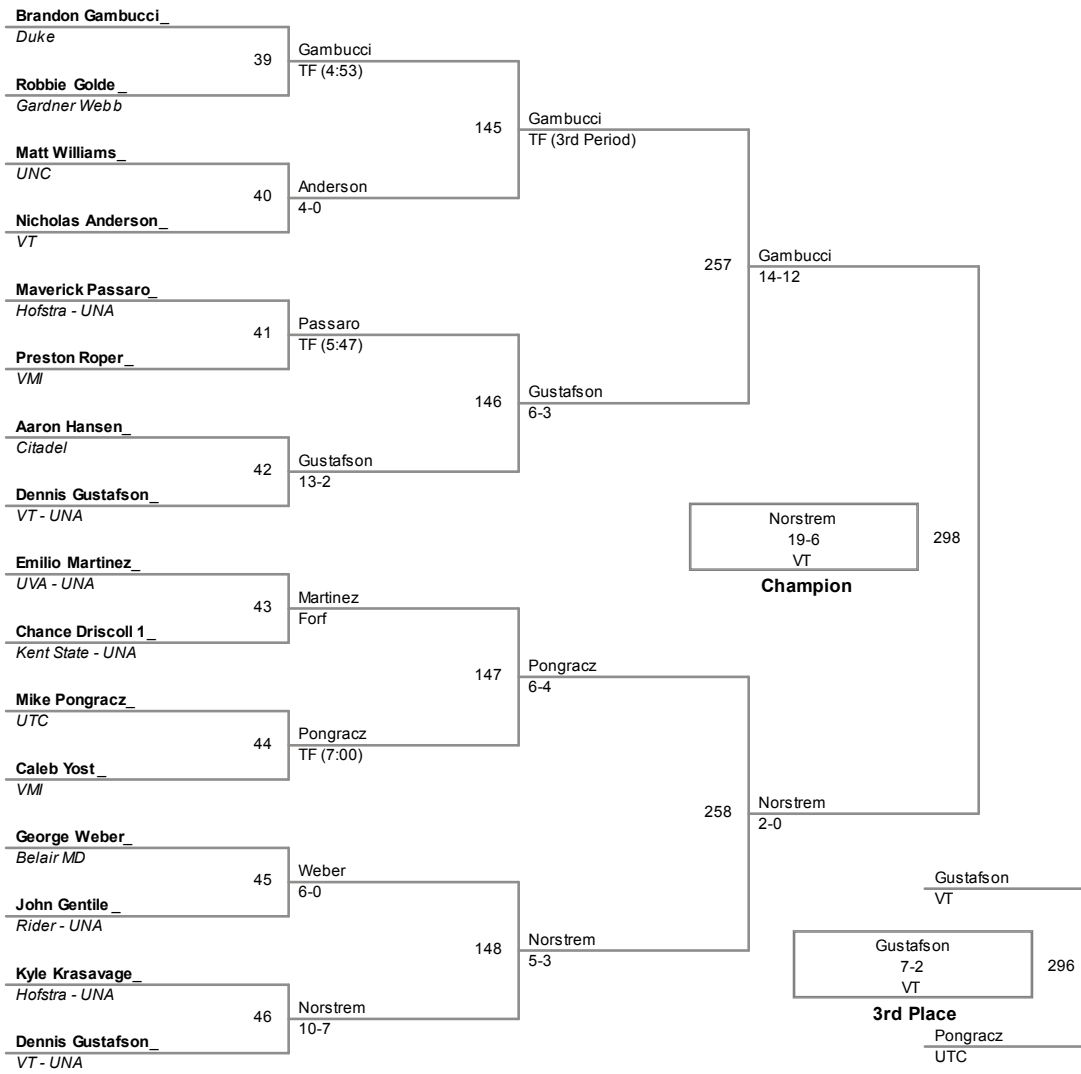 Brandon Gambucci_
Duke
39
Gambucci
TF (4:53)
Robbie Golde_
Gardner Webb
145
Gambucci
TF (3rd Period)
Matt Williams_
UNC
40
Anderson
4-0
Nicholas Anderson_
VT
257
Gambucci
14-12
Maverick Passaro_
Hofstra - UNA
41
Passaro
TF (5:47)
Preston Roper_
VMI
146
Gustafson
6-3
Aaron Hansen_
Citadel
42
Gustafson
13-2
Dennis Gustafson_
VT - UNA
Norstrem
19-6
VT
298
Champion
Emilio Martinez_
UVA - UNA
43
Martinez
Forf
Chance Driscoll 1_
Kent State - UNA
147
Pongracz
6-4
Mike Pongracz_
UTC
44
Pongracz
TF (7:00)
Caleb Yost_
VMI
258
Norstrem
2-0
George Weber_
Belair MD
45
Weber
6-0
John Gentile_
Rider - UNA
148
Norstrem
5-3
Kyle Krasavage_
Hofstra - UNA
46
Norstrem
10-7
Dennis Gustafson_
VT - UNA
Gustafson
VT
Gustafson
7-2
VT
296
3rd Place
Pongracz
UTC